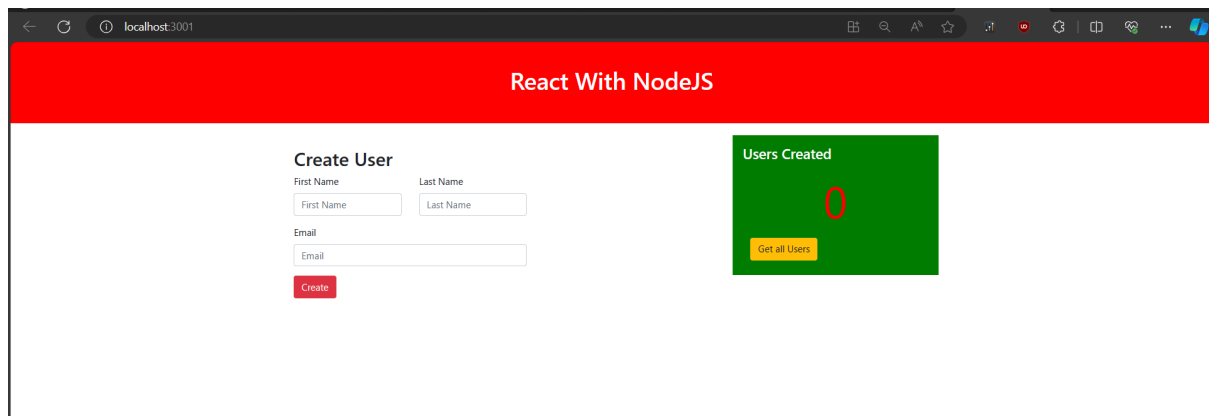 localhost:3001
React With NodeJS
Create User
First Name Last Name
First Name Last Name
Email
Email
Create
Users Created
0
Get all Users